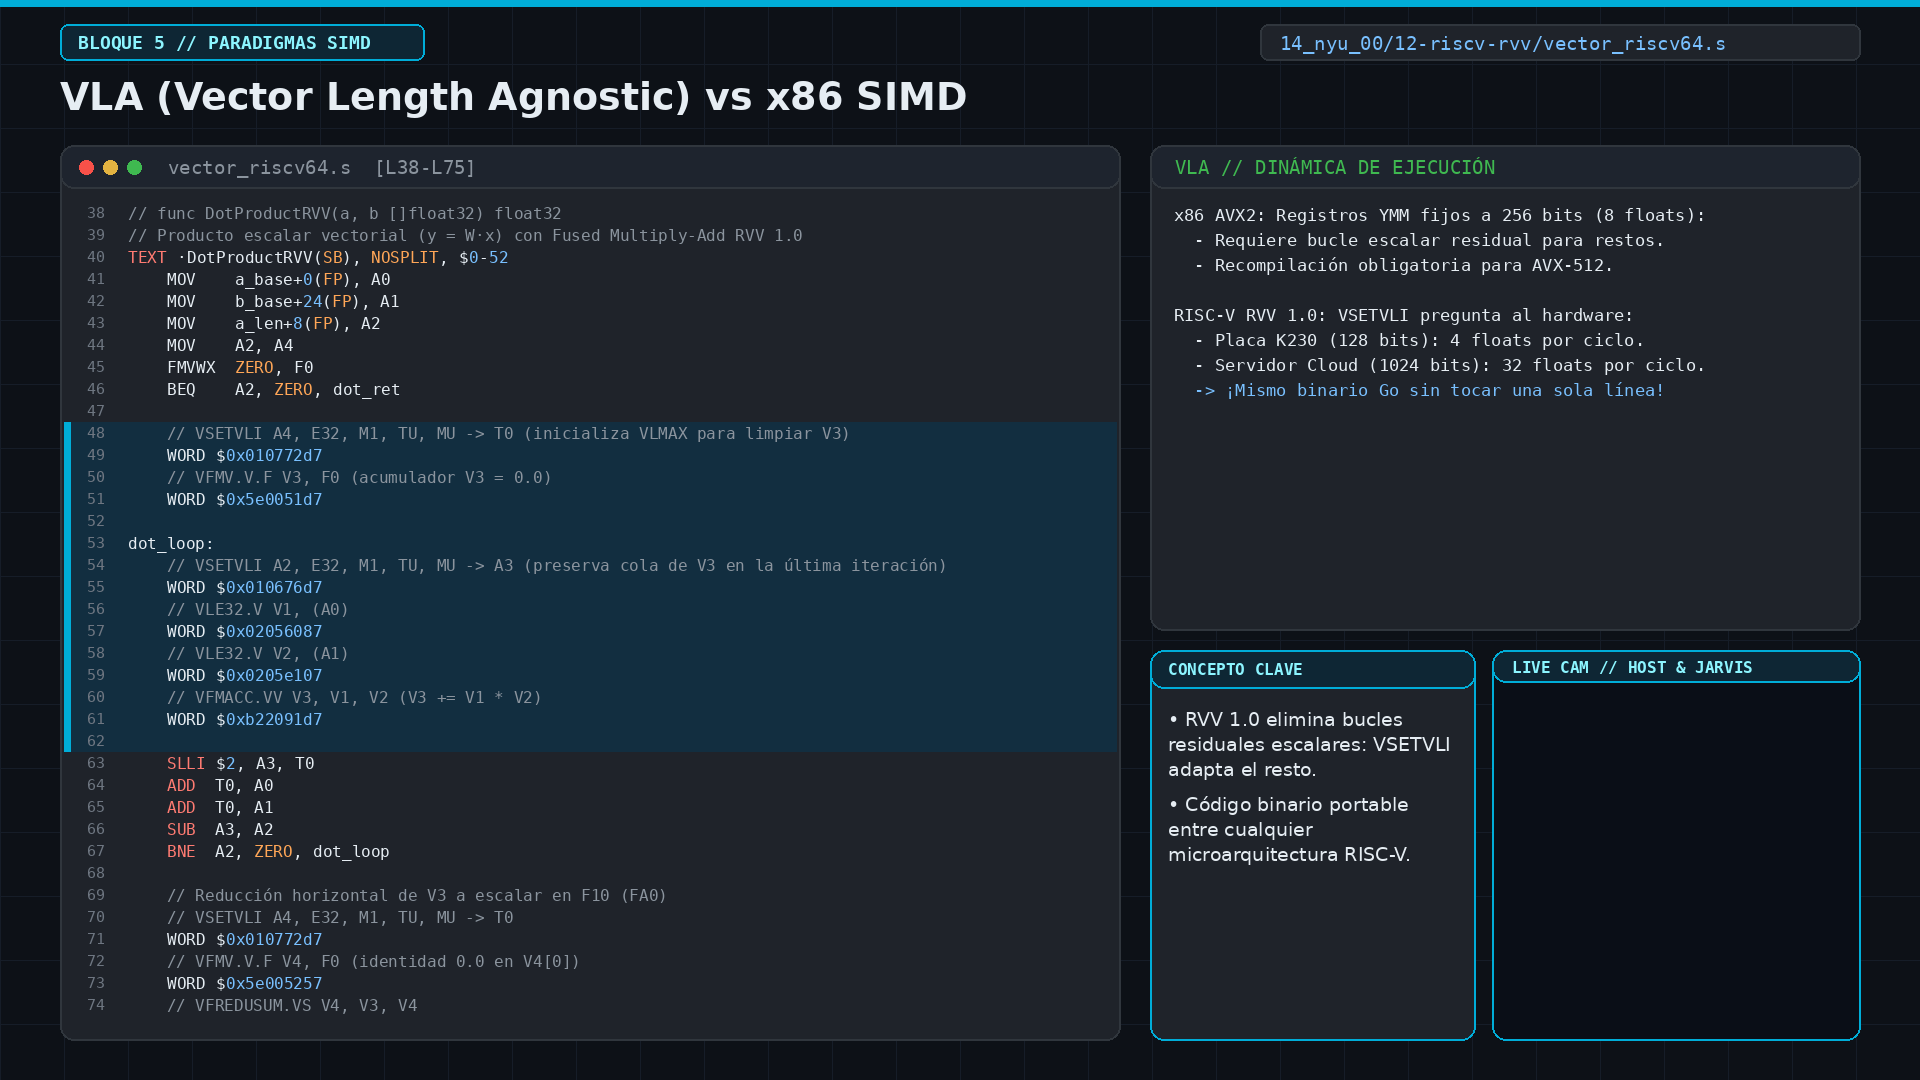 BLOQUE 5 // PARADIGMAS SIMD
14_nyu_00/12-riscv-rvv/vector_riscv64.s
VLA (Vector Length Agnostic) vs x86 SIMD
vector_riscv64.s  [L38-L75]
38 // func DotProductRVV(a, b []float32) float32
39 // Producto escalar vectorial (y = W·x) con Fused Multiply-Add RVV 1.0
40 TEXT ·DotProductRVV(SB), NOSPLIT, $0-52
41     MOV    a_base+0(FP), A0
42     MOV    b_base+24(FP), A1
43     MOV    a_len+8(FP), A2
44     MOV    A2, A4
45     FMVWX  ZERO, F0
46     BEQ    A2, ZERO, dot_ret
47
48     // VSETVLI A4, E32, M1, TU, MU -> T0 (inicializa VLMAX para limpiar V3)
49     WORD $0x010772d7
50     // VFMV.V.F V3, F0 (acumulador V3 = 0.0)
51     WORD $0x5e0051d7
52
53 dot_loop:
54     // VSETVLI A2, E32, M1, TU, MU -> A3 (preserva cola de V3 en la última iteración)
55     WORD $0x010676d7
56     // VLE32.V V1, (A0)
57     WORD $0x02056087
58     // VLE32.V V2, (A1)
59     WORD $0x0205e107
60     // VFMACC.VV V3, V1, V2 (V3 += V1 * V2)
61     WORD $0xb22091d7
62
63     SLLI $2, A3, T0
64     ADD  T0, A0
65     ADD  T0, A1
66     SUB  A3, A2
67     BNE  A2, ZERO, dot_loop
68
69     // Reducción horizontal de V3 a escalar en F10 (FA0)
70     // VSETVLI A4, E32, M1, TU, MU -> T0
71     WORD $0x010772d7
72     // VFMV.V.F V4, F0 (identidad 0.0 en V4[0])
73     WORD $0x5e005257
74     // VFREDUSUM.VS V4, V3, V4
VLA // DINÁMICA DE EJECUCIÓN
x86 AVX2: Registros YMM fijos a 256 bits (8 floats):
  - Requiere bucle escalar residual para restos.
  - Recompilación obligatoria para AVX-512.
RISC-V RVV 1.0: VSETVLI pregunta al hardware:
  - Placa K230 (128 bits): 4 floats por ciclo.
  - Servidor Cloud (1024 bits): 32 floats por ciclo.
  -> ¡Mismo binario Go sin tocar una sola línea!
CONCEPTO CLAVE
• RVV 1.0 elimina bucles
residuales escalares: VSETVLI
adapta el resto.
• Código binario portable
entre cualquier
microarquitectura RISC-V.
LIVE CAM // HOST & JARVIS